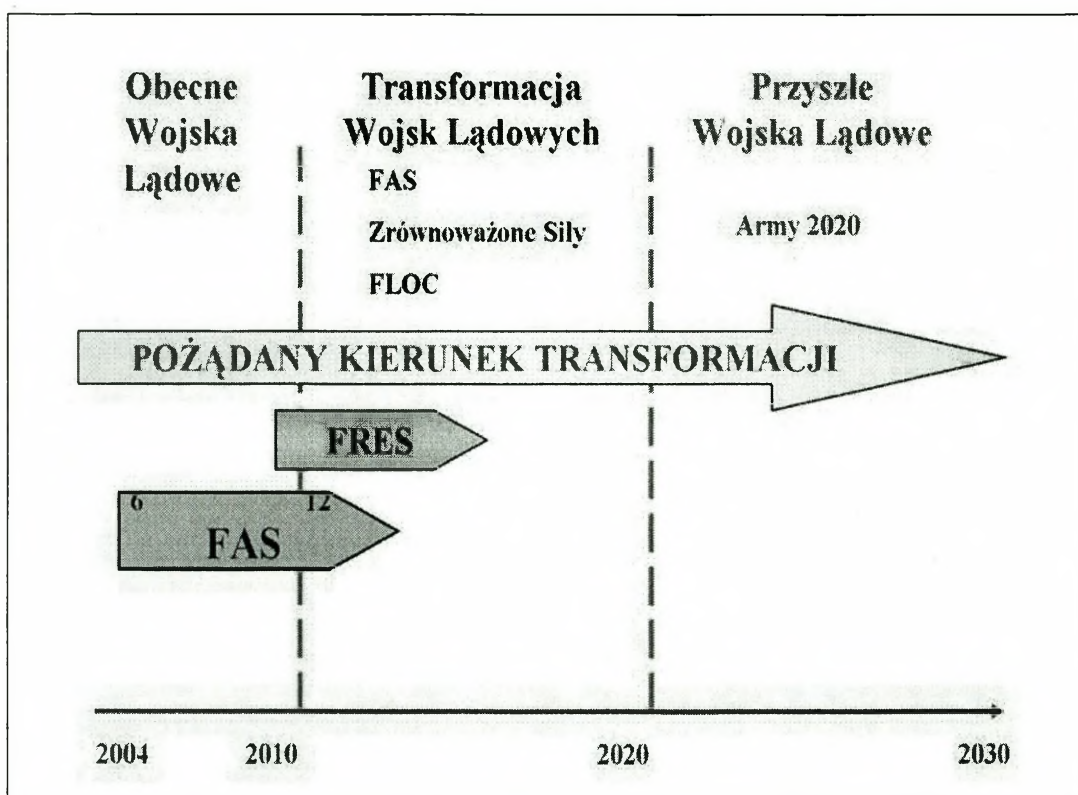 Obecne
Wojska
Lądowe
Transformacja
Wojsk Lądowych
FAS
Zrównoważone Siły
FLOC
Przyszłe
Wojska Lądowe
Army 2020
POŻĄDANY KIERUNEK TRANSFORMACJI
FRES
6 12
FAS
2004 2010 2020 2030